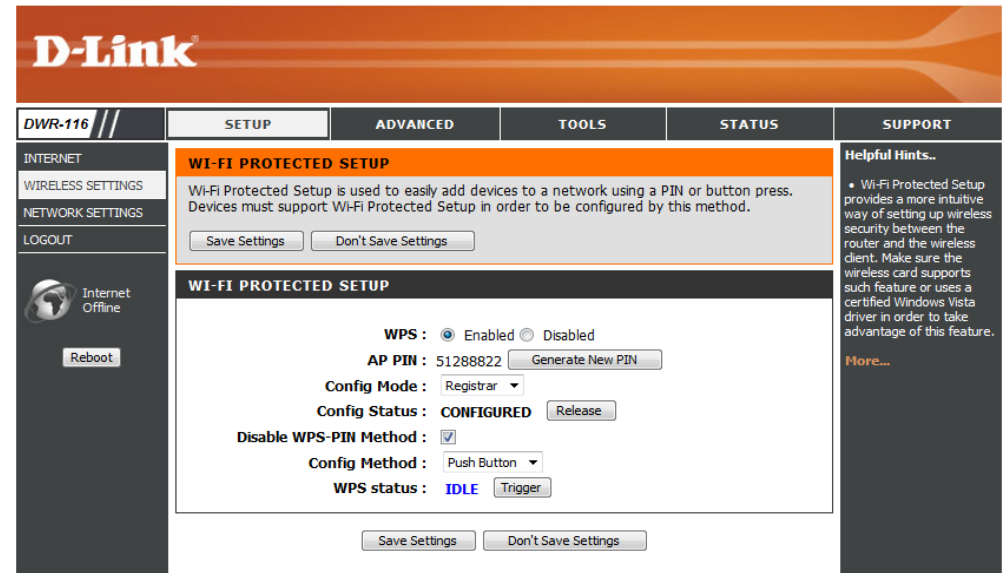 D-Link
DWR-116
SETUP
ADVANCED
TOOLS
STATUS
SUPPORT
INTERNET
WIRELESS SETTINGS
NETWORK SETTINGS
LOGOUT
Internet
Offline
Reboot
WI-FI PROTECTED SETUP
Wi-Fi Protected Setup is used to easily add devices to a network using a PIN or button press.
Devices must support Wi-Fi Protected Setup in order to be configured by this method.
Save Settings Don't Save Settings
WI-FI PROTECTED SETUP
WPS : Enabled Disabled
AP PIN : 51288822 Generate New PIN
Config Mode : Registrar
Config Status : CONFIGURED Release
Disable WPS-PIN Method :
Config Method : Push Button
WPS status : IDLE Trigger
Save Settings Don't Save Settings
Helpful Hints..
• Wi-Fi Protected Setup
provides a more intuitive
way of setting up wireless
security between the
router and the wireless
client. Make sure the
wireless card supports
such feature or uses a
certified Windows Vista
driver in order to take
advantage of this feature.
More...